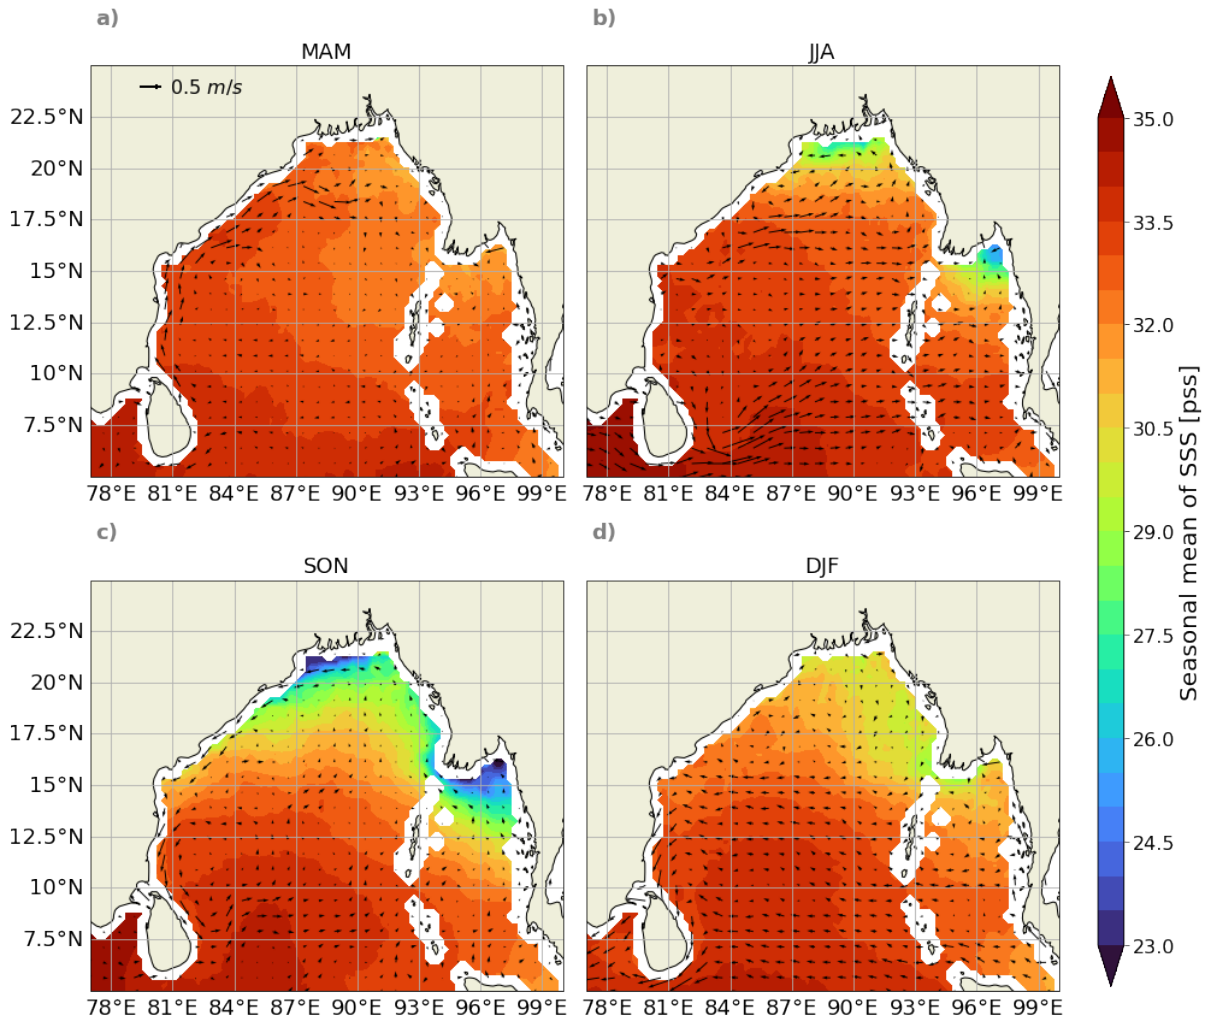 a)
b)
MAM
JJA
0.5 m/s
22.5°N
20°N
17.5°N
15°N
12.5°N
10°N
7.5°N
78°E 81°E 84°E 87°E 90°E 93°E 96°E 99°E
78°E 81°E 84°E 87°E 90°E 93°E 96°E 99°E
c)
d)
SON
DJF
22.5°N
20°N
17.5°N
15°N
12.5°N
10°N
7.5°N
78°E 81°E 84°E 87°E 90°E 93°E 96°E 99°E
78°E 81°E 84°E 87°E 90°E 93°E 96°E 99°E
35.0
33.5
32.0
30.5
29.0
27.5
26.0
24.5
23.0
Seasonal mean of SSS [pss]